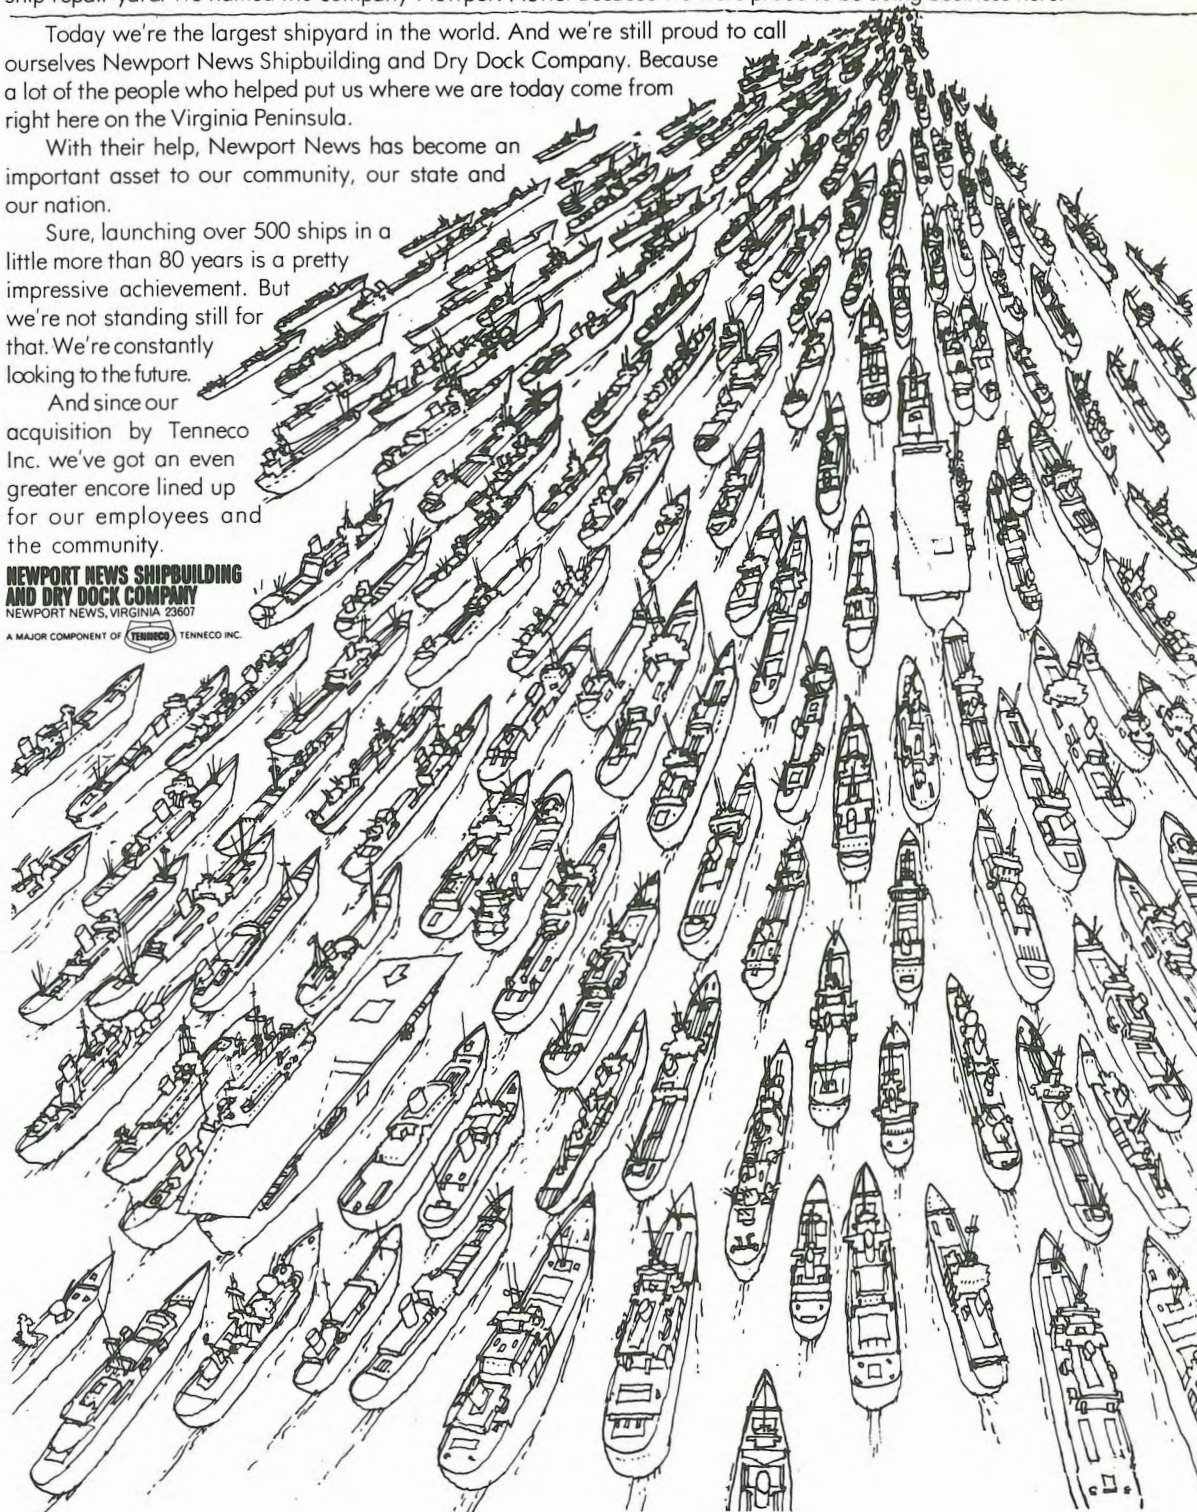 Today we're the largest shipyard in the world. And we're still proud to call
ourselves Newport News Shipbuilding and Dry Dock Company. Because
a lot of the people who helped put us where we are today come from
right here on the Virginia Peninsula.
With their help, Newport News has become an
important asset to our community, our state and
our nation.
Sure, launching over 500 ships in a
little more than 80 years is a pretty
impressive achievement. But
we're not standing still for
that. We're constantly
looking to the future.
And since our
acquisition by Tenneco
Inc. we've got an even
greater encore lined up
for our employees and
the community.
NEWPORT NEWS SHIPBUILDING
AND DRY DOCK COMPANY
NEWPORT NEWS, VIRGINIA 23607
A MAJOR COMPONENT OF TENNECO TENNECO INC.